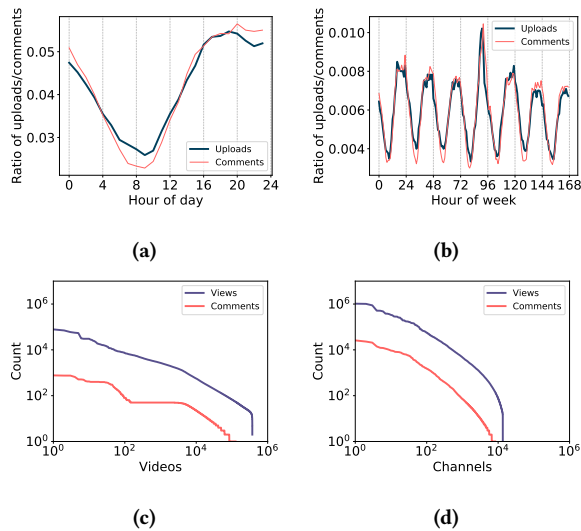 Ratio of uploads/comments
0.05
0.04
0.03
Uploads
Comments
0 4 8 12 16 20 24
Hour of day
(a)
Ratio of uploads/comments
0.010
0.008
0.006
0.004
Uploads
Comments
0 24 48 72 96 120 144 168
Hour of week
(b)
Count
10^6
10^4
10^2
10^0
Views
Comments
10^0 10^2 10^4 10^6
Videos
(c)
Count
10^6
10^4
10^2
10^0
Views
Comments
10^0 10^2 10^4 10^6
Channels
(d)